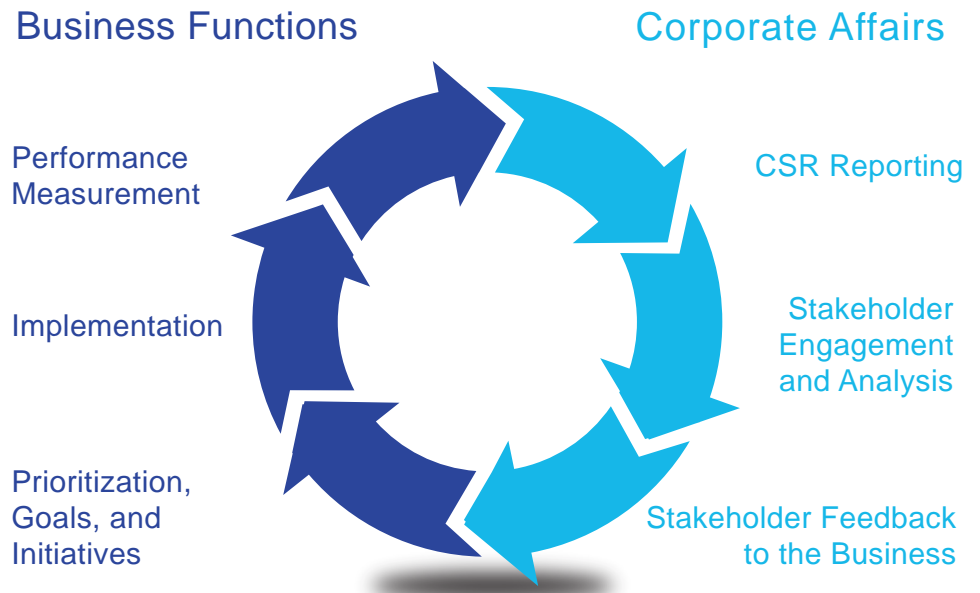 Business Functions
Corporate Affairs
Performance
Measurement
CSR Reporting
Implementation
Stakeholder
Engagement
and Analysis
Prioritization,
Goals, and
Initiatives
Stakeholder Feedback
to the Business